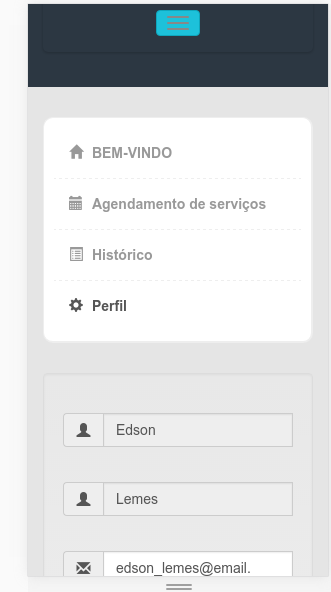 BEM-VINDO
Agendamento de serviços
Histórico
Perfil
Edson
Lemes
edson_lemes@email.